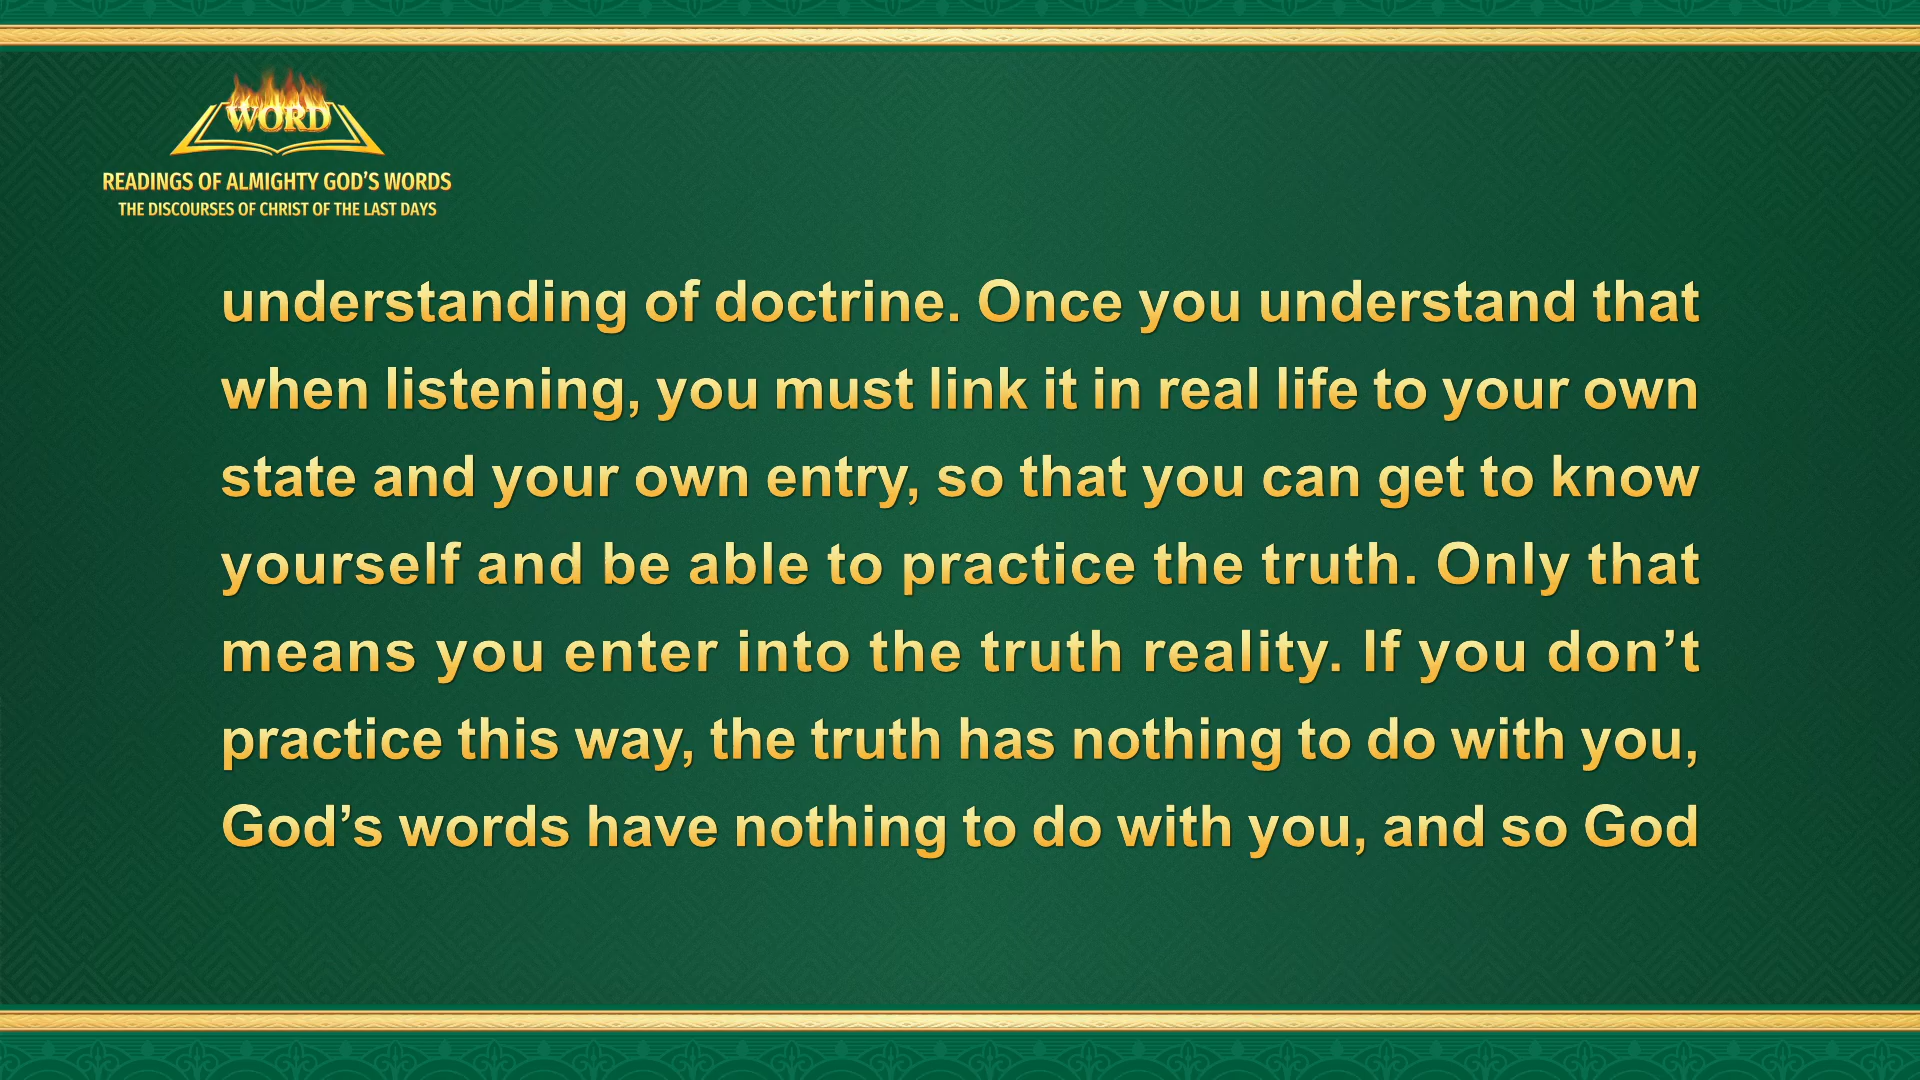 WORD
READINGS OF ALMIGHTY GOD’S WORDS
THE DISCOURSES OF CHRIST OF THE LAST DAYS
understanding of doctrine. Once you understand that
when listening, you must link it in real life to your own
state and your own entry, so that you can get to know
yourself and be able to practice the truth. Only that
means you enter into the truth reality. If you don’t
practice this way, the truth has nothing to do with you,
God’s words have nothing to do with you, and so God